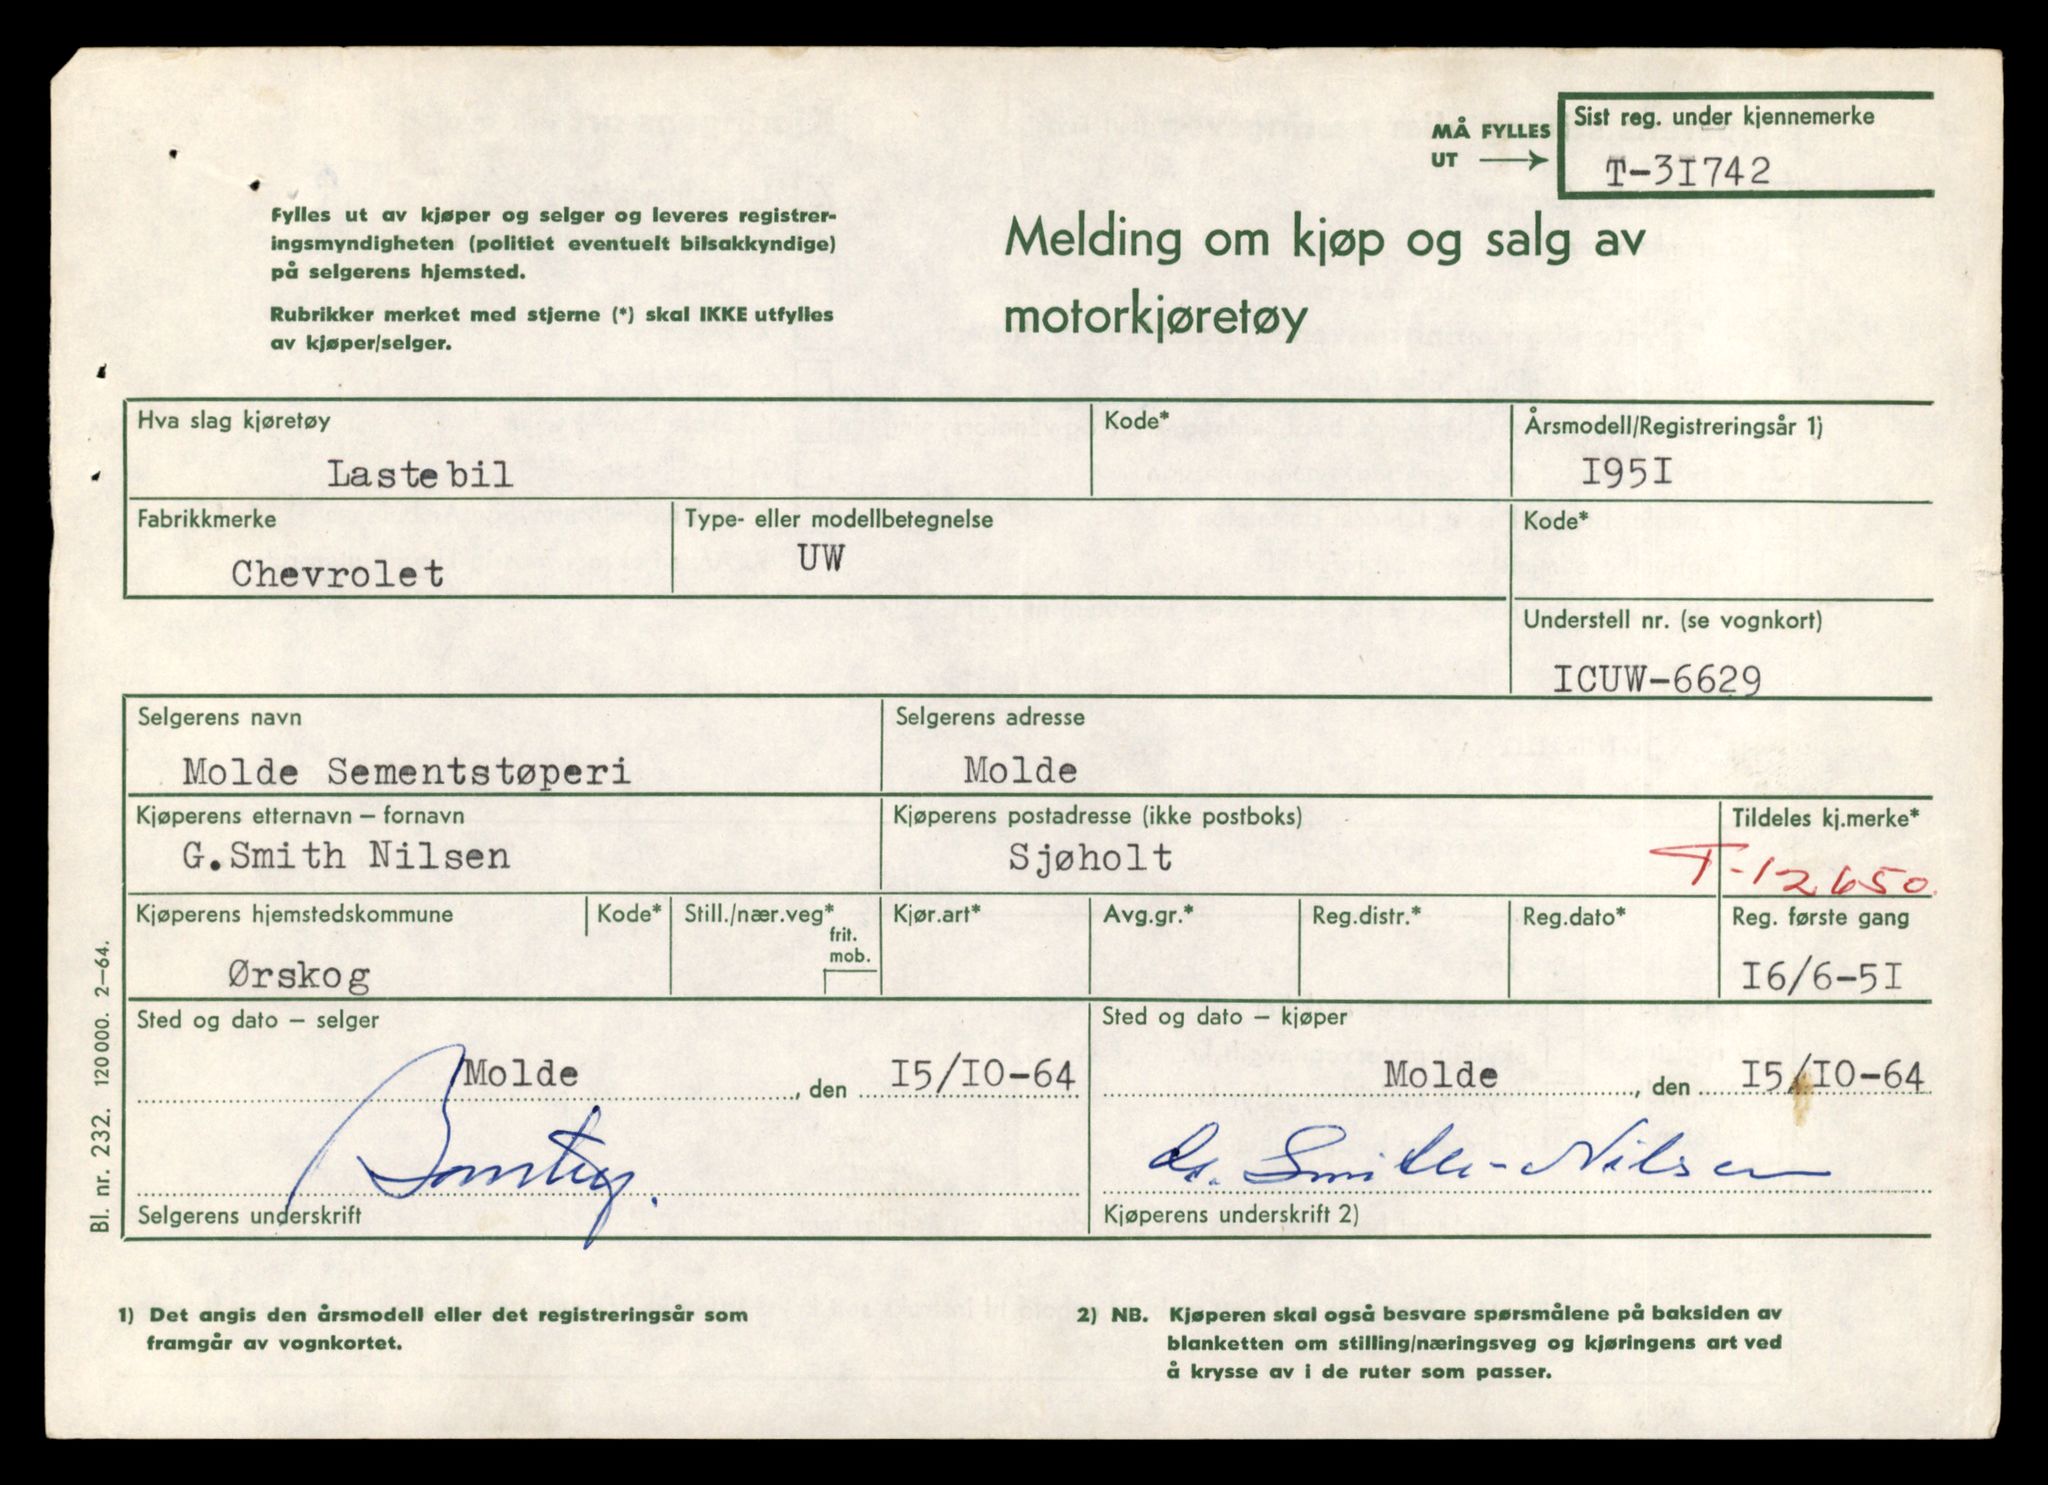 MÅ FYLLES
UT
Sist reg. under kjennemerke
T-3I742
Fylles ut av kjøper og selger og leveres registrer-
ingsmyndigheten (politiet eventuelt bilsakkyndige)
på selgerens hjemsted.
Rubrikker merket med stjerne (*) skal IKKE utfylles
av kjøper/selger.
Melding om kjøp og salg av
motorkjøretøy
Hva slag kjøretøy
Lastebil
Kode*
Årsmodell/Registreringsår 1)
I95I
Fabrikkmerke
Chevrolet
Type- eller modellbetegnelse
UW
Kode*
Understell nr. (se vognkort)
ICUW-6629
Selgerens navn
Molde Sementstøperi
Selgerens adresse
Molde
Kjøperens etternavn – fornavn
G.Smith Nilsen
Kjøperens postadresse (ikke postboks)
Sjøholt
Tildeles kj.merke*
T-12650.
Kjøperens hjemstedskommune
Ørskog
Kode*
Still./nær.veg*
frit.
mob.
Kjør.art*
Avg.gr.*
Reg.distr.*
Reg.dato*
Reg. første gang
I6/6-5I
Sted og dato – selger
Molde, den I5/IO-64
Selgerens underskrift
Sted og dato – kjøper
Molde, den I5/IO-64
G. Smith-Nilsen
Kjøperens underskrift 2)
Bl. nr. 232. 120 000. 2–64.
1) Det angis den årsmodell eller det registreringsår som
framgår av vognkortet.
2) NB. Kjøperen skal også besvare spørsmålene på baksiden av
blanketten om stilling/næringsveg og kjøringens art ved
å krysse av i de ruter som passer.